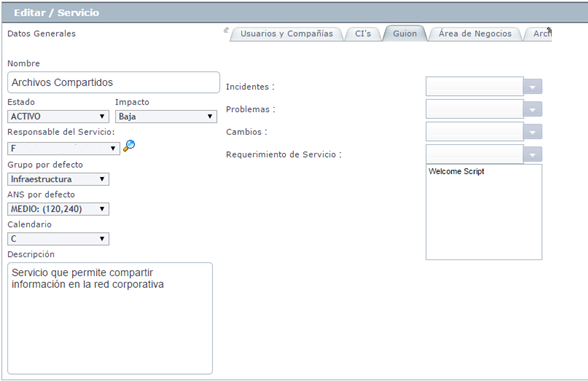 Editar / Servicio
Datos Generales
Usuarios y Compañías
CI's
Guion
Área de Negocios
Nombre
Archivos Compartidos
Estado
Impacto
ACTIVO
Baja
Responsable del Servicio:
F
Grupo por defecto
Infraestructura
ANS por defecto
MEDIO: (120,240)
Calendario
C
Descripción
Servicio que permite compartir
información en la red corporativa
Incidentes :
Problemas :
Cambios :
Requerimiento de Servicio :
Welcome Script